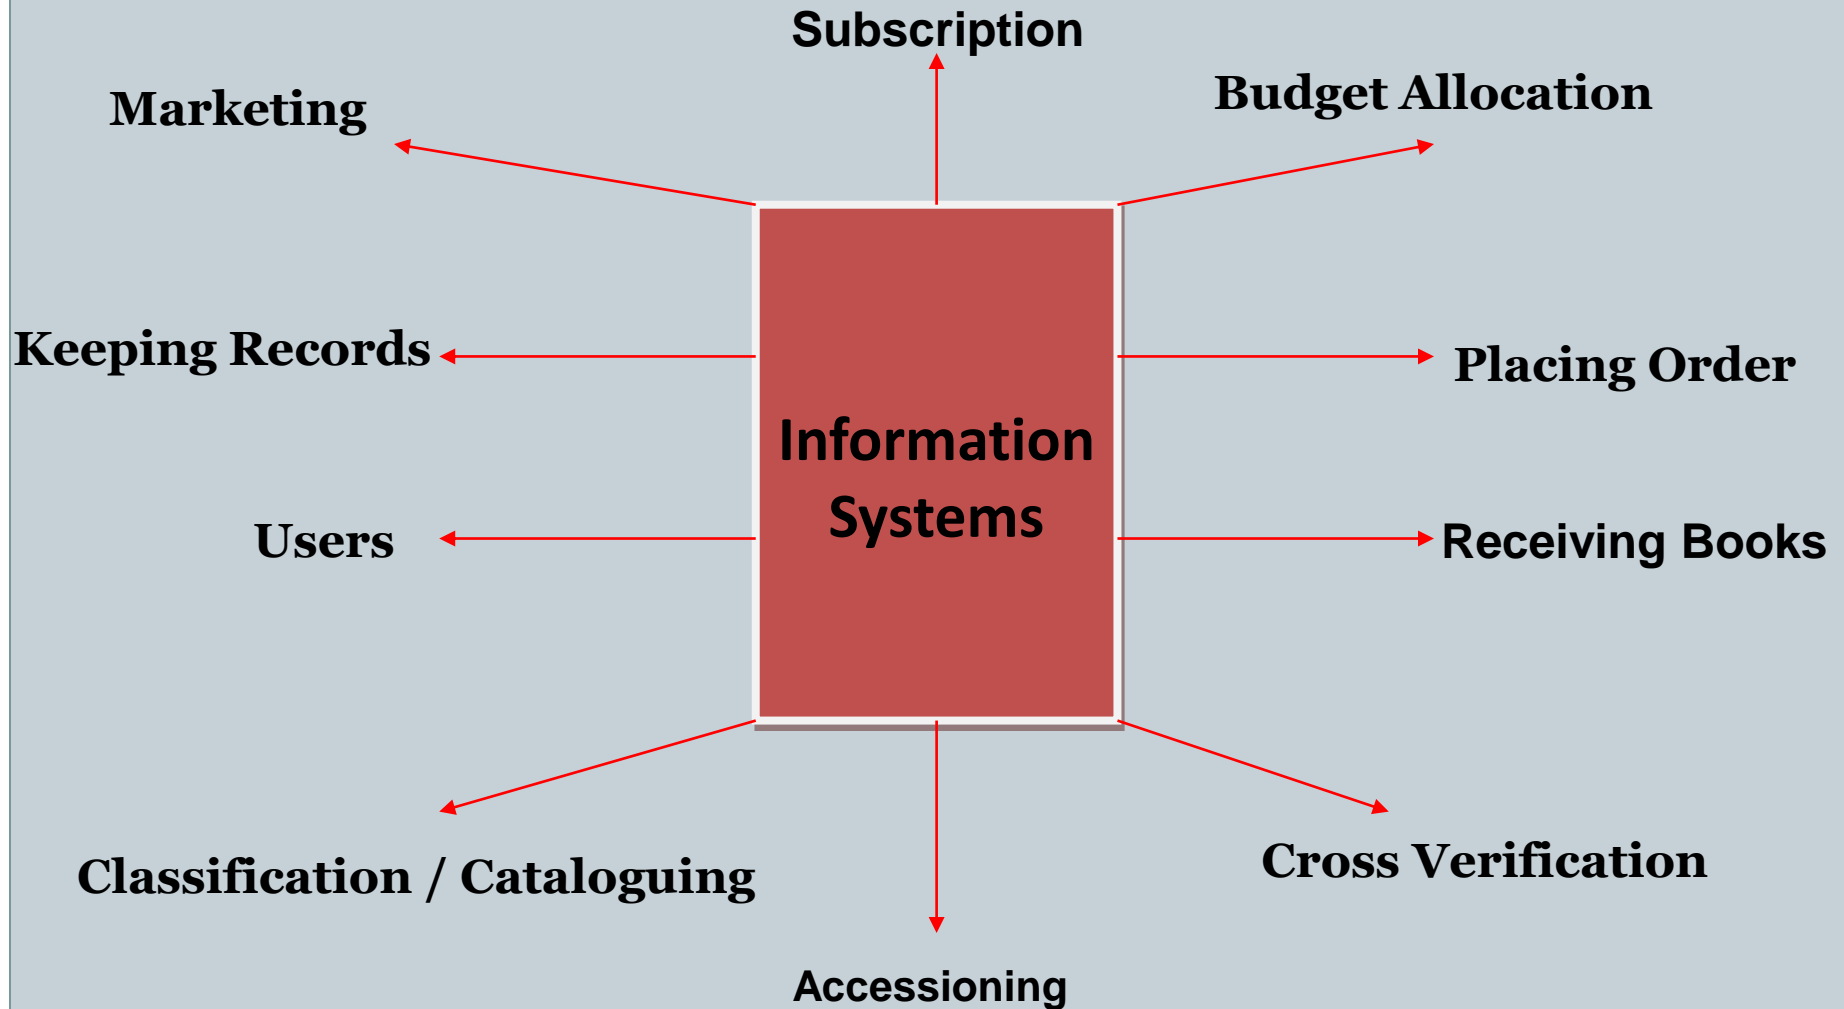 Subscription
Marketing
Budget Allocation
Keeping Records
Placing Order
Information
Systems
Users
Receiving Books
Classification / Cataloguing
Cross Verification
Accessioning